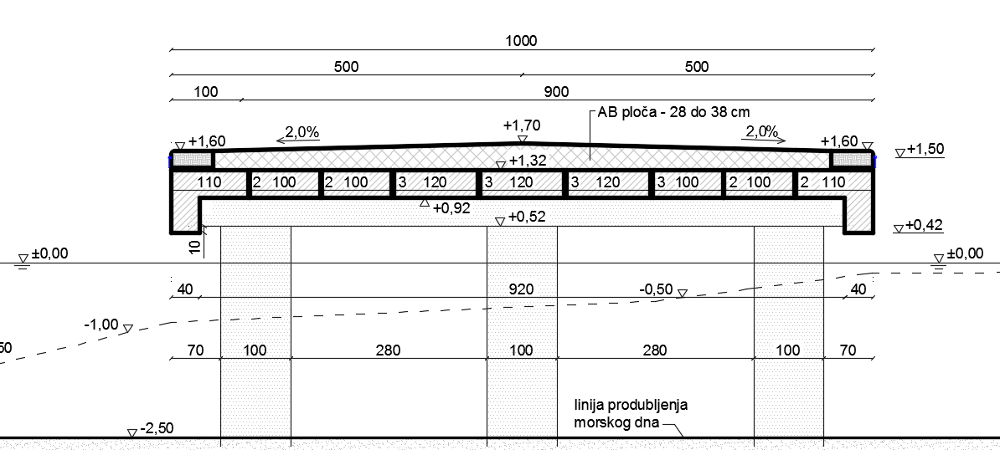 1000
500 500
100 900
AB ploča - 28 do 38 cm
+1,70
2,0% 2,0%
+1,60 +1,60
+1,50
+1,32
110 2 100 2 100 3 120 3 120 3 120 3 100 2 100 2 110
+0,92
+0,52
+0,42
10
±0,00 ±0,00
40 920 -0,50 40
-1,00
50
70 100 280 100 280 100 70
linija produbljenja
morskog dna
-2,50